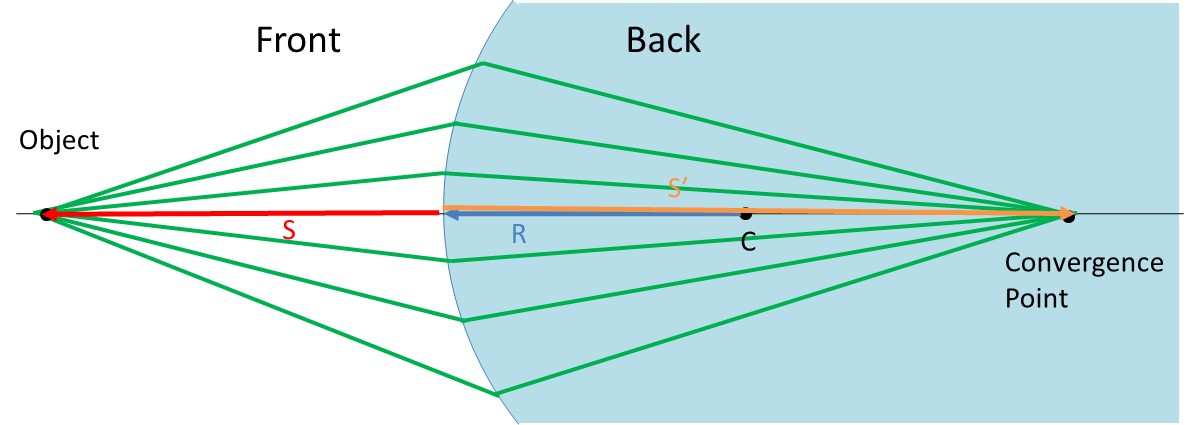 Front
Back
Object
S'
S
R
C
Convergence
Point